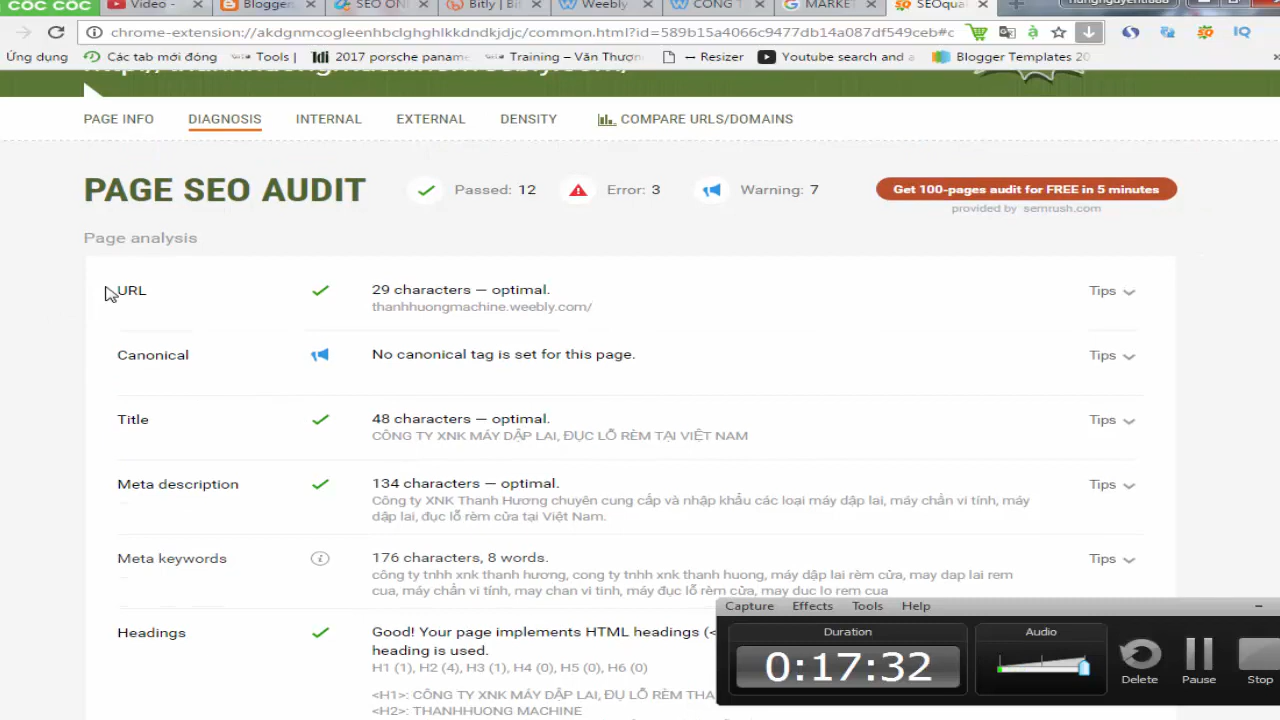 CỐC CỐC
Video -
Blogger
SEO ON
Bitly | Bi
Weebly
CÔNG T
MARKET
SEOqua
hungnguyen888
chrome-extension://
common.html?id=589b15a4066c9477db14a087df549ceb#c
Ứng dụng
Các tab mới đóng
Tools |
2017 porsche paname
Training – Văn Thượn
— Resizer
Youtube search and a
Blogger Templates 20
PAGE INFO
DIAGNOSIS
INTERNAL
EXTERNAL
DENSITY
COMPARE URLS/DOMAINS
PAGE SEO AUDIT
Passed: 12
Error: 3
Warning: 7
Get 100-pages audit for FREE in 5 minutes
provided by semrush.com
Page analysis
URL
29 characters — optimal.
Tips
thanhhuongmachine.weebly.com/
Canonical
No canonical tag is set for this page.
Tips
Title
48 characters — optimal.
Tips
CÔNG TY XNK MÁY DẬP LAI, ĐỤC LỖ RÈM TẠI VIỆT NAM
Meta description
134 characters — optimal.
Tips
Công ty XNK Thanh Hương chuyên cung cấp và nhập khẩu các loại máy dập lai, máy chẩn vi tính, máy
dập lai, đục lỗ rèm cửa tại Việt Nam.
Meta keywords
176 characters, 8 words.
Tips
công ty tnhh xnk thanh hương, cong ty tnhh xnk thanh huong, máy dập lai rèm cửa, may dap lai rem
cua, máy chẩn vi tính, may chan vi tinh, máy đục lỗ rèm cửa, may duc lo rem cua
Headings
Good! Your page implements HTML headings (<
heading is used.
H1 (1), H2 (4), H3 (1), H4 (0), H5 (0), H6 (0)
<H1>: CÔNG TY XNK MÁY DẬP LAI, ĐỤ LỖ RÈM THA
<H2>: THANHHUONG MACHINE
Capture
Effects
Tools
Help
Duration
Audio
0:17:32
Delete
Pause
Stop